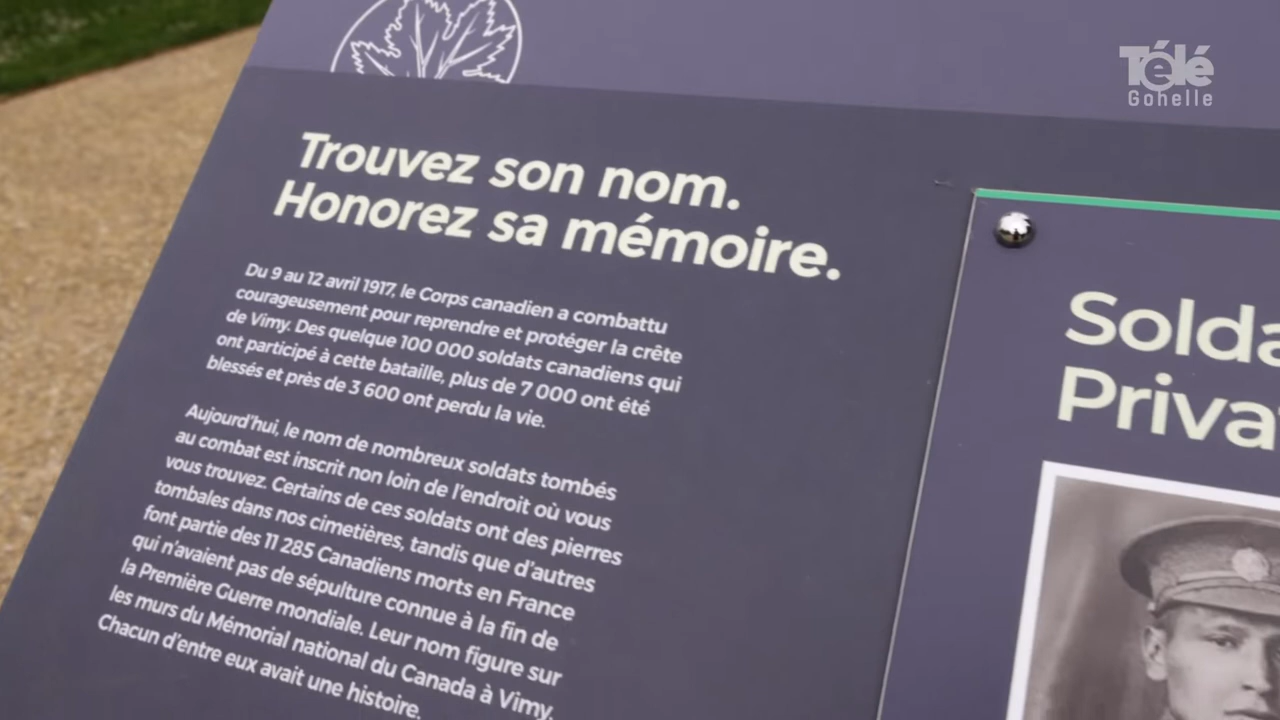 Télé
Gohelle
Trouvez son nom.
Honorez sa mémoire.
Du 9 au 12 avril 1917, le Corps canadien a combattu
courageusement pour reprendre et protéger la crête
de Vimy. Des quelque 100 000 soldats canadiens qui
ont participé à cette bataille, plus de 7 000 ont été
blessés et près de 3 600 ont perdu la vie.
Aujourd'hui, le nom de nombreux soldats tombés
au combat est inscrit non loin de l'endroit où vous
vous trouvez. Certains de ces soldats ont des pierres
tombales dans nos cimetières, tandis que d'autres
font partie des 11 285 Canadiens morts en France
qui n'avaient pas de sépulture connue à la fin de
la Première Guerre mondiale. Leur nom figure sur
les murs du Mémorial national du Canada à Vimy.
Chacun d'entre eux avait une histoire.
Solda
Priva